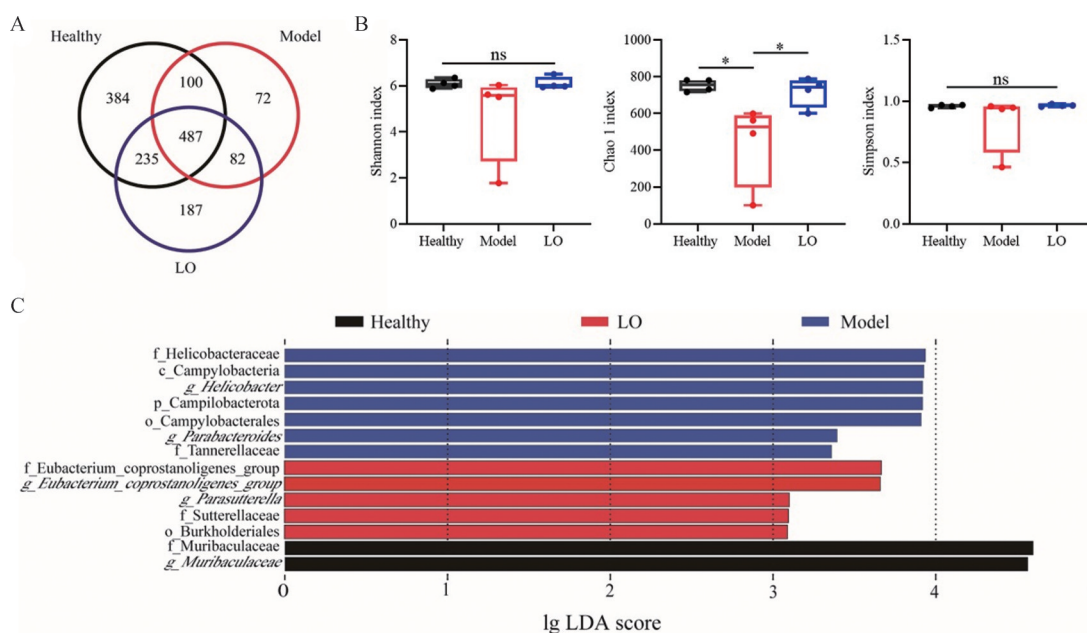 A
Healthy
Model
384
100
72
487
235
82
187
LO
B
Shannon index
6
4
2
0
ns
Healthy
Model
LO
Chao 1 index
1000
800
600
400
200
0
*
*
Healthy
Model
LO
Simpson index
1.5
1.0
0.5
0
ns
Healthy
Model
LO
C
Healthy
LO
Model
f_Helicobacteraceae
c_Campylobacteria
g_Helicobacter
p_Campilobacterota
o_Campylobacterales
g_Parabacteroides
f_Tannerellaceae
f_Eubacterium_coprostanoligenes_group
g_Eubacterium_coprostanoligenes_group
g_Parasutterella
f_Sutterellaceae
o_Burkholderiales
f_Muribaculaceae
g_Muribaculaceae
0
1
2
3
4
lg LDA score